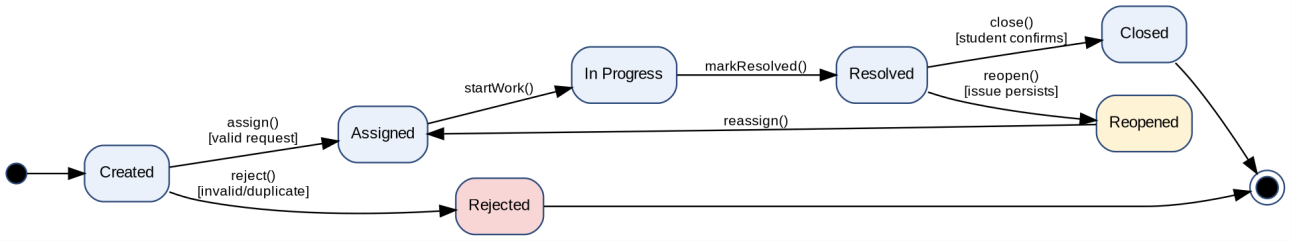 close()
[student confirms]
Closed
In Progress
markResolved()
Resolved
reopen()
[issue persists]
startWork()
assign()
[valid request]
Assigned
reassign()
Reopened
Created
reject()
[invalid/duplicate]
Rejected